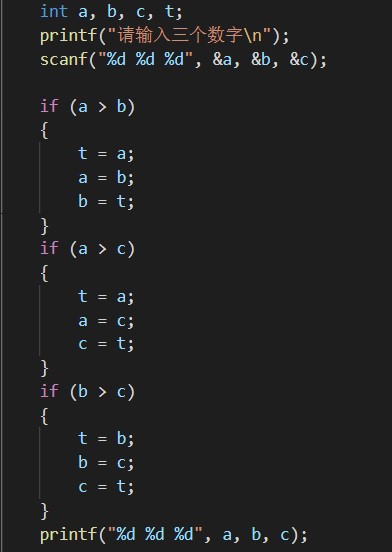 int a, b, c, t;
printf("请输入三个数字\n");
scanf("%d %d %d", &a, &b, &c);
if (a > b)
{
t = a;
a = b;
b = t;
}
if (a > c)
{
t = a;
a = c;
c = t;
}
if (b > c)
{
t = b;
b = c;
c = t;
}
printf("%d %d %d", a, b, c);